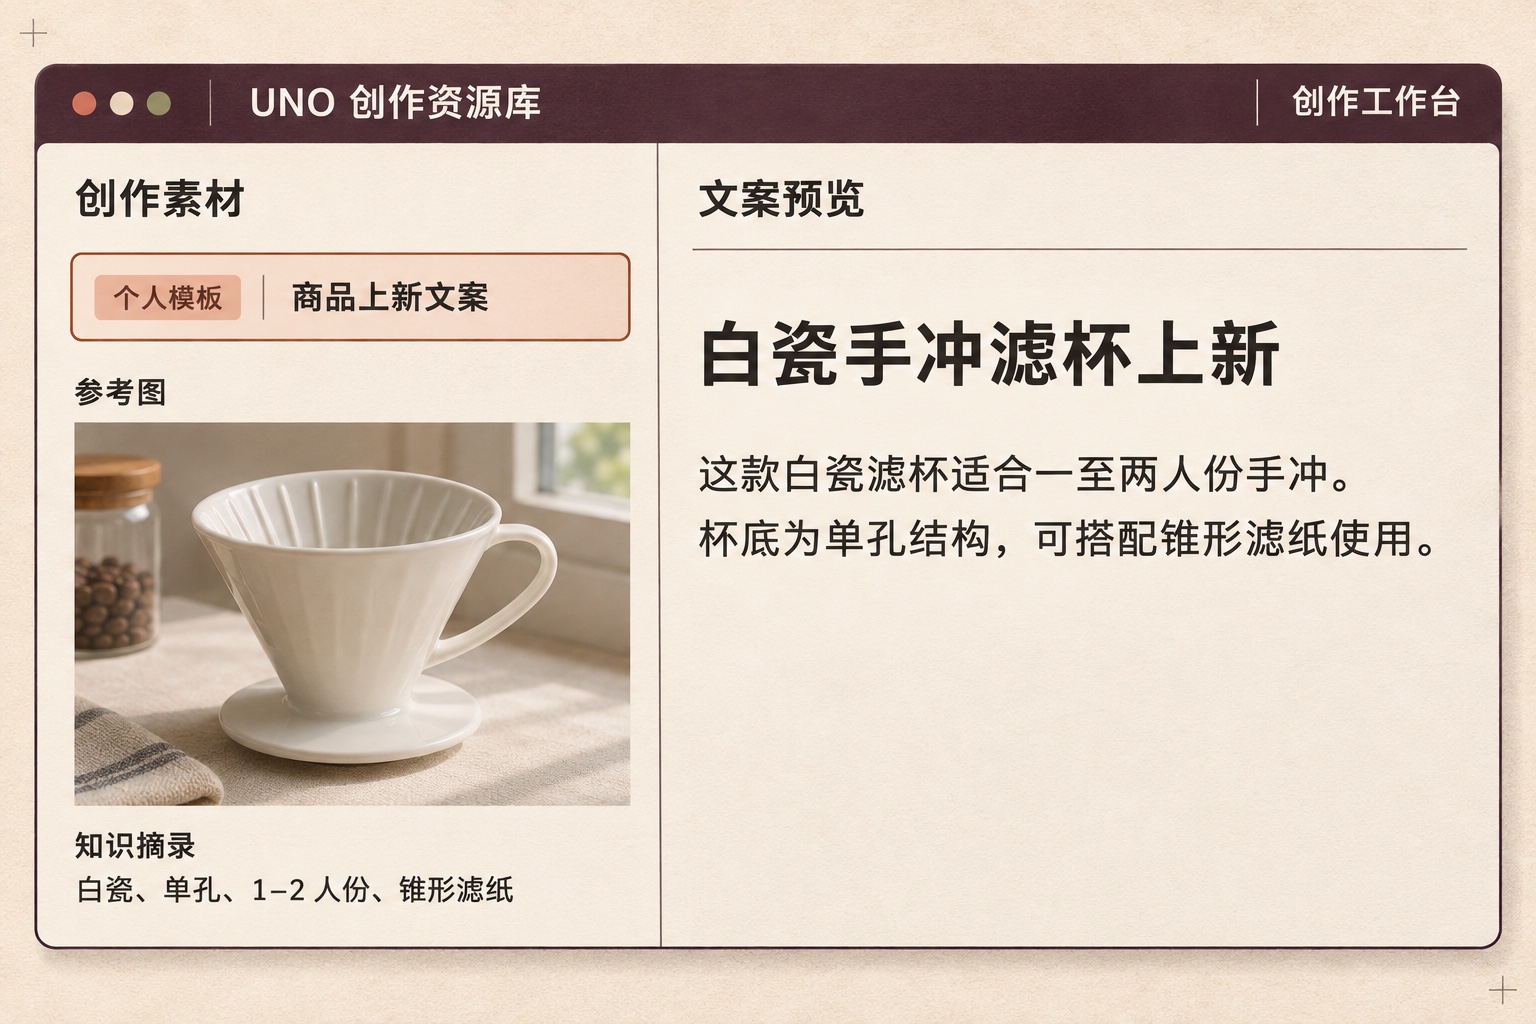 UNO 创作资源库
创作工作台
创作素材
个人模板
商品上新文案
参考图
知识摘录
白瓷、单孔、1–2 人份、锥形滤纸
文案预览
白瓷手冲滤杯上新
这款白瓷滤杯适合一至两人份手冲。
杯底为单孔结构，可搭配锥形滤纸使用。